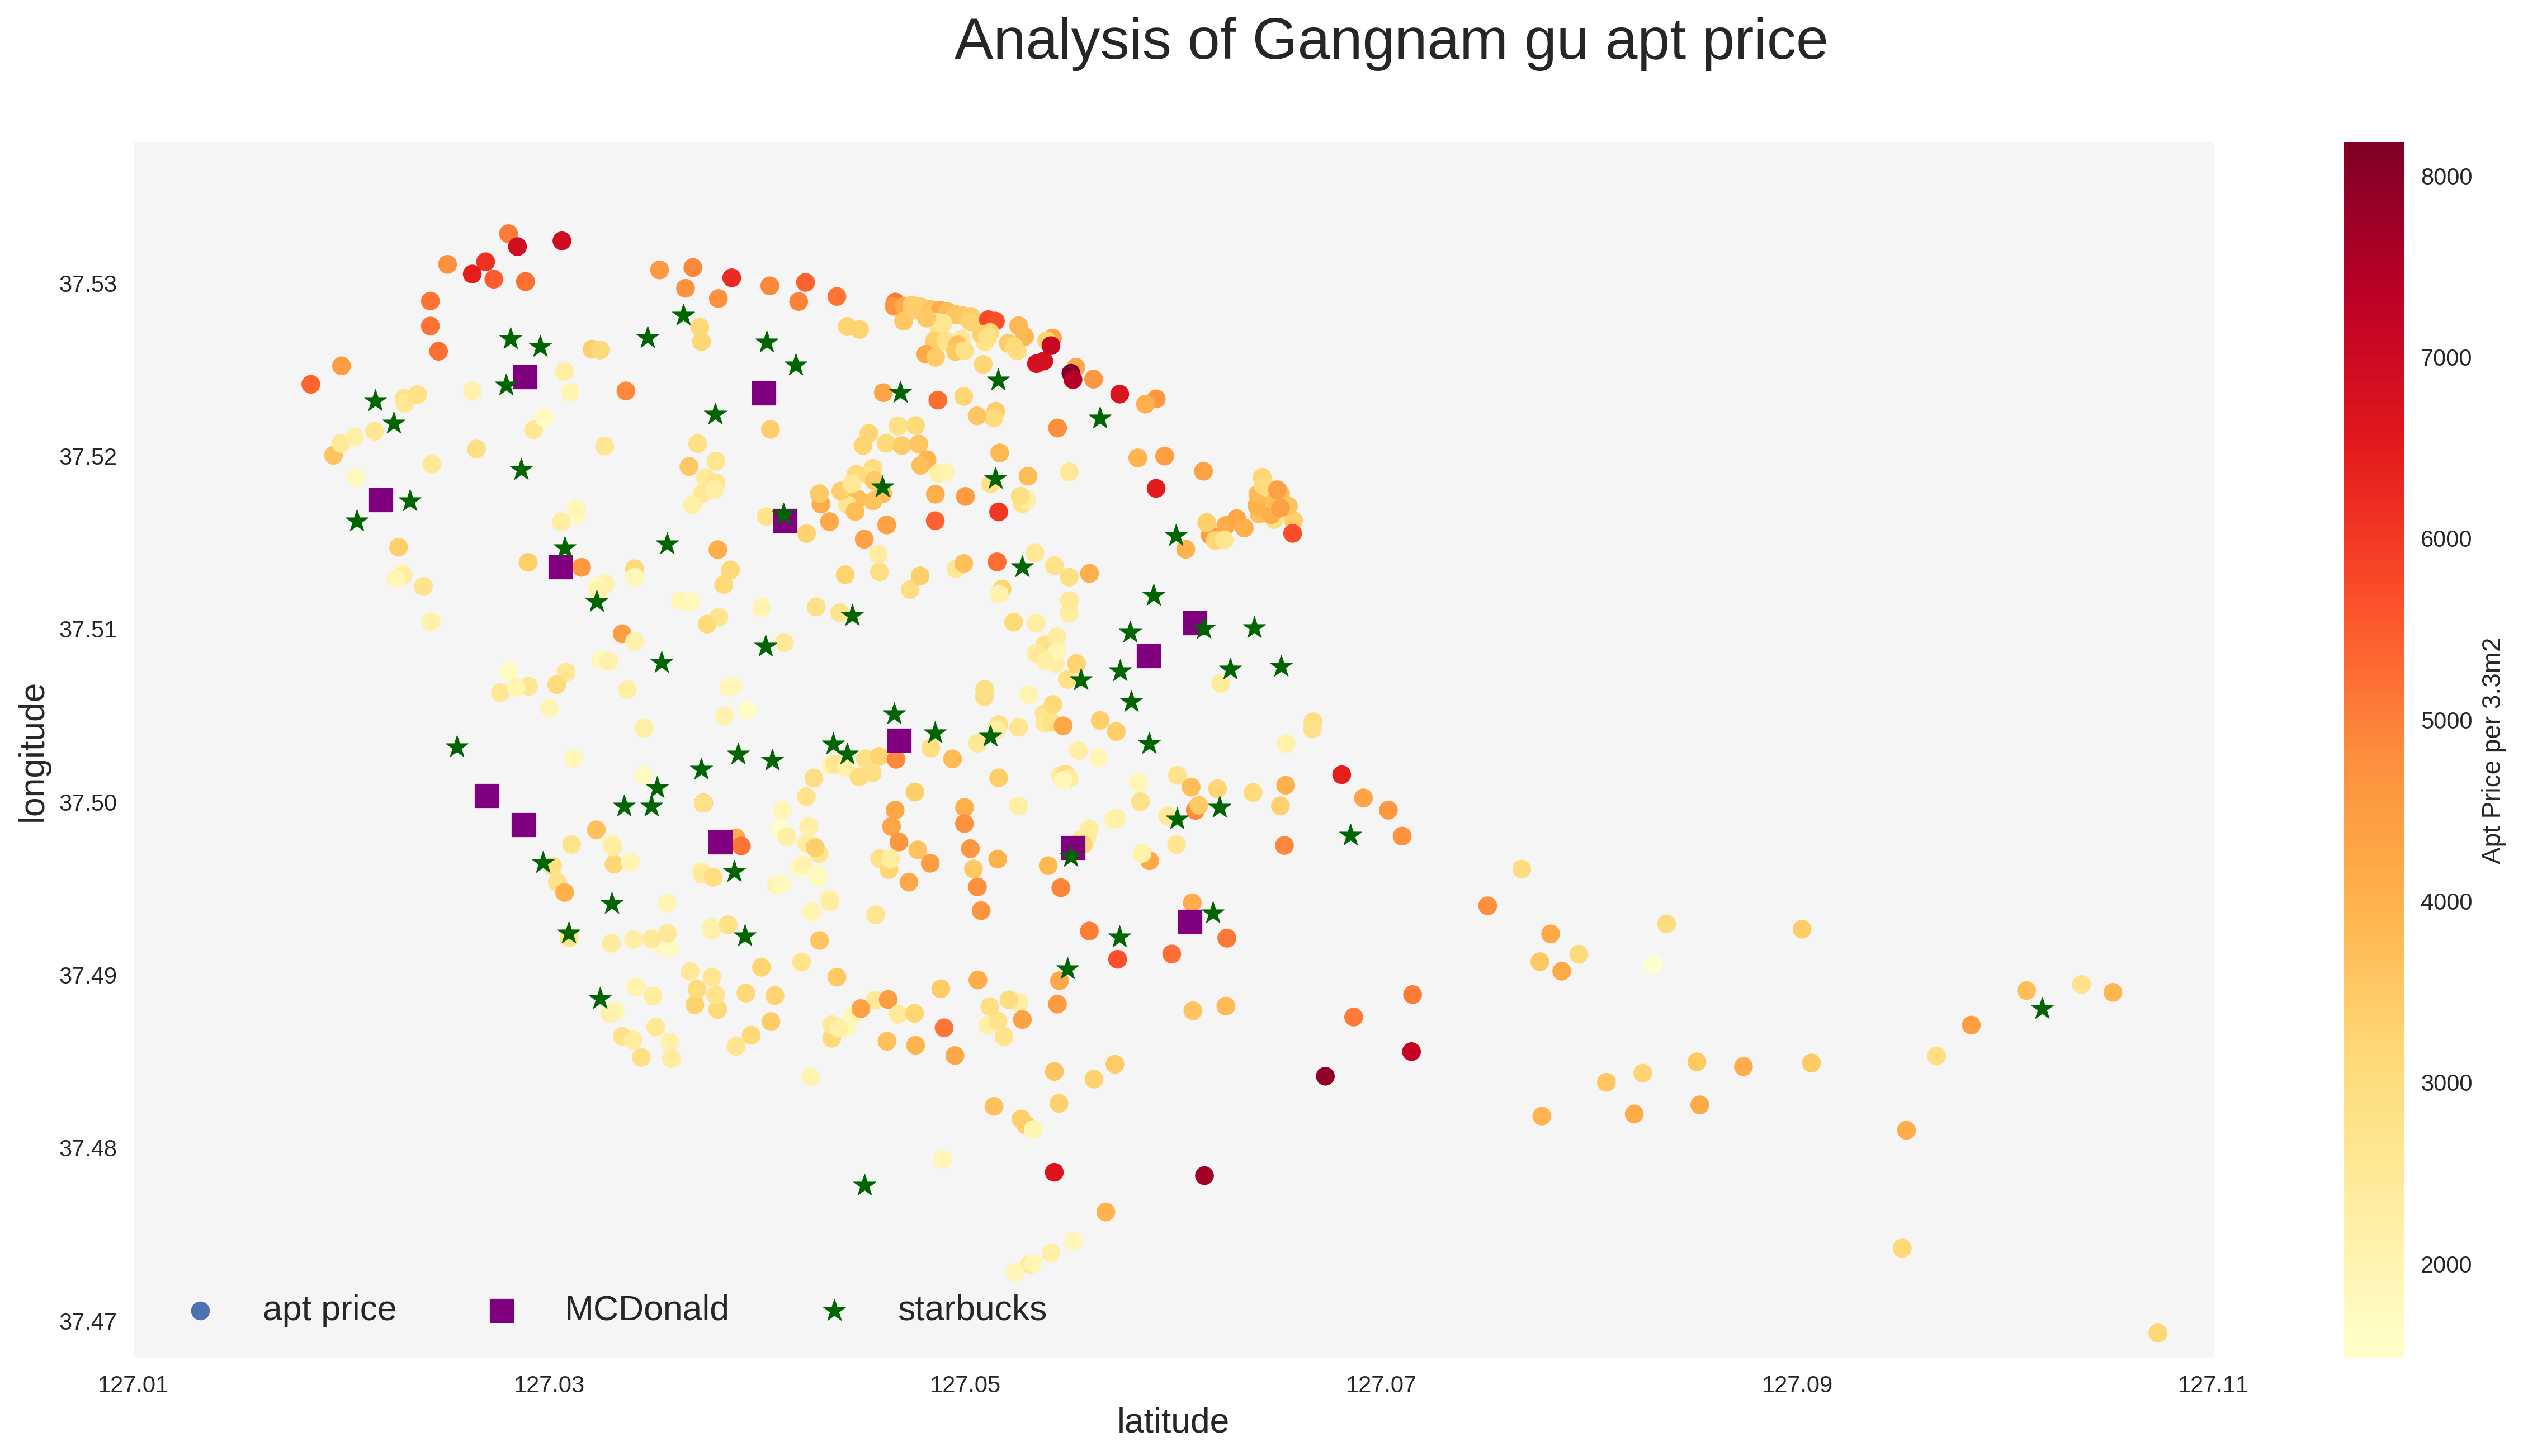 Analysis of Gangnam gu apt price
37.53
37.52
37.51
37.50
37.49
37.48
37.47
longitude
127.01
127.03
127.05
127.07
127.09
127.11
latitude
apt price
MCDonald
starbucks
8000
7000
6000
5000
4000
3000
2000
Apt Price per 3.3m2